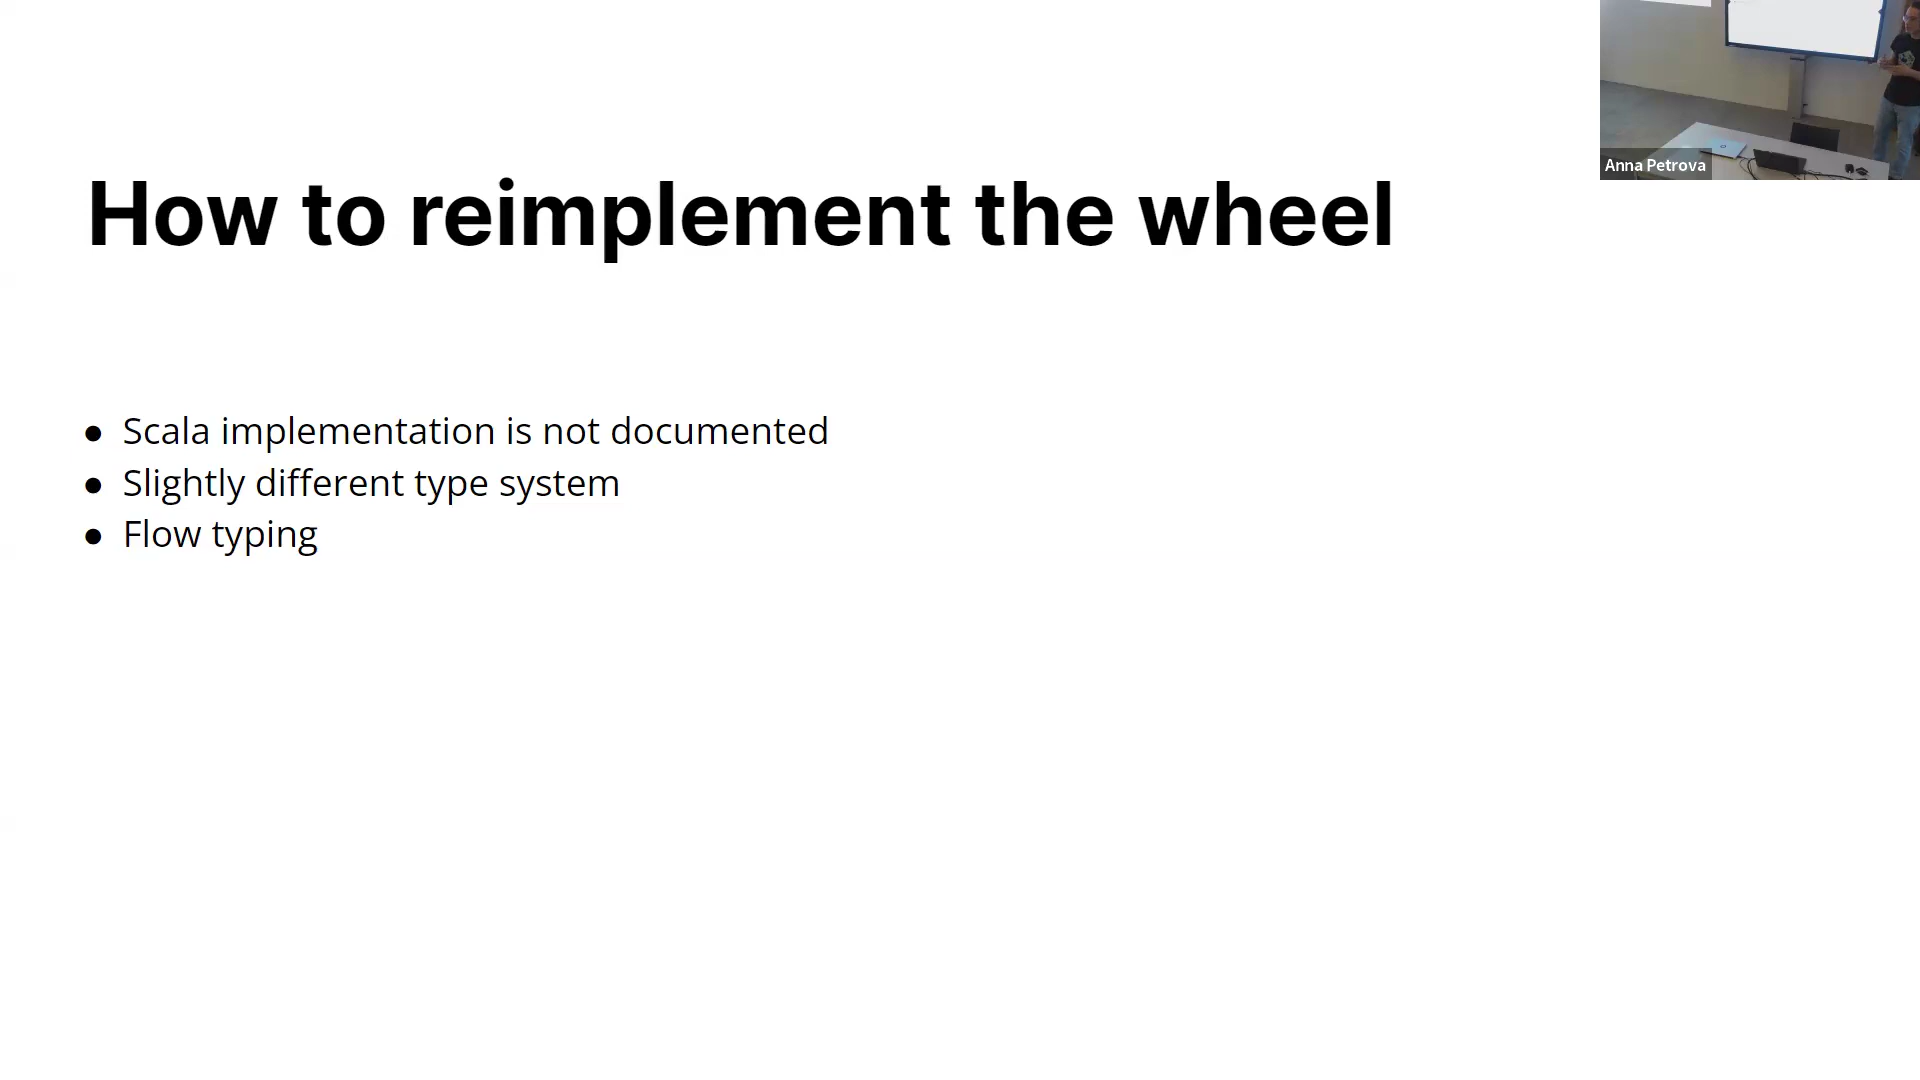 How to reimplement the wheel
● Scala implementation is not documented
● Slightly different type system
● Flow typing
Anna Petrova